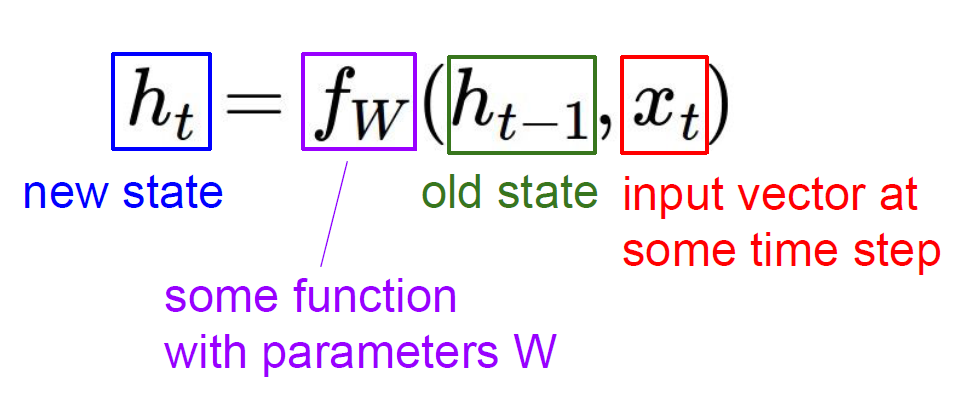 h_t = f_W(h_{t-1}, x_t)
new state
old state
input vector at
some time step
some function
with parameters W